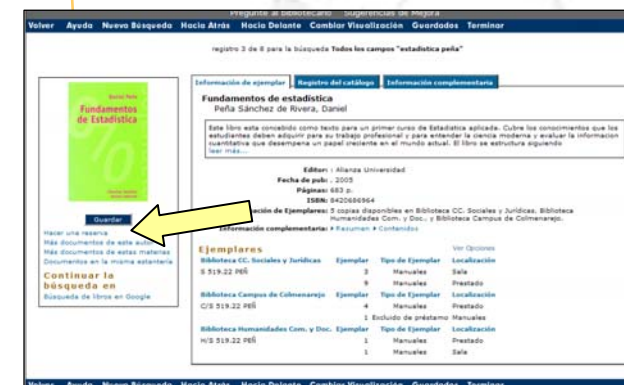 Pregunte al bibliotecario Sugerencias de Mejora
Volver Ayuda Nueva Búsqueda Hacia Atrás Hacia Delante Cambiar Visualización Guardados Terminar
registro 3 de 8 para la búsqueda Todos los campos "estadistica peña"
Información de ejemplar Registro del catálogo Información complementaria
Fundamentos de estadística
Peña Sánchez de Rivera, Daniel
Este libro esta concebido como texto para un primer curso de Estadística aplicada. Cubre los conocimientos que los
estudiantes deben adquirir para su trabajo profesional y para entender la ciencia moderna y evaluar la informacion
cuantitativa que desempena un papel creciente en el mundo actual. El libro se estructura siguiendo
leer más...
Editor: : Alianza Universidad
Fecha de pub: . 2005
Páginas: 683 p.
ISBN: 8420686964
ación de Ejemplares: 5 copias disponibles en Biblioteca CC. Sociales y Jurídicas, Biblioteca
Humanidades Com. y Doc., y Biblioteca Campus de Colmenarejo.
Información complementaria: Resumen Contenidos
Ejemplares Ver Opciones
Biblioteca CC. Sociales y Jurídicas Ejemplar Tipo de Ejemplar Localización
S 519.22 PEÑ 3 Manuales Sala
9 Manuales Prestado
Biblioteca Campus de Colmenarejo Ejemplar Tipo de Ejemplar Localización
C/S 519.22 PEÑ 4 Manuales Prestado
1 Excluido de préstamo Manuales
Biblioteca Humanidades Com. y Doc. Ejemplar Tipo de Ejemplar Localización
H/S 519.22 PEÑ 1 Manuales Prestado
1 Manuales Sala
Daniel Peña
Fundamentos
de Estadística
Guardar
Hacer una reserva
Más documentos de este autor
Más documentos de estas materias
Documentos en la misma estantería
Continuar la
búsqueda en
Búsqueda de libros en Google
Volver Ayuda Nueva Búsqueda Hacia Atrás Hacia Delante Cambiar Visualización Guardados Terminar